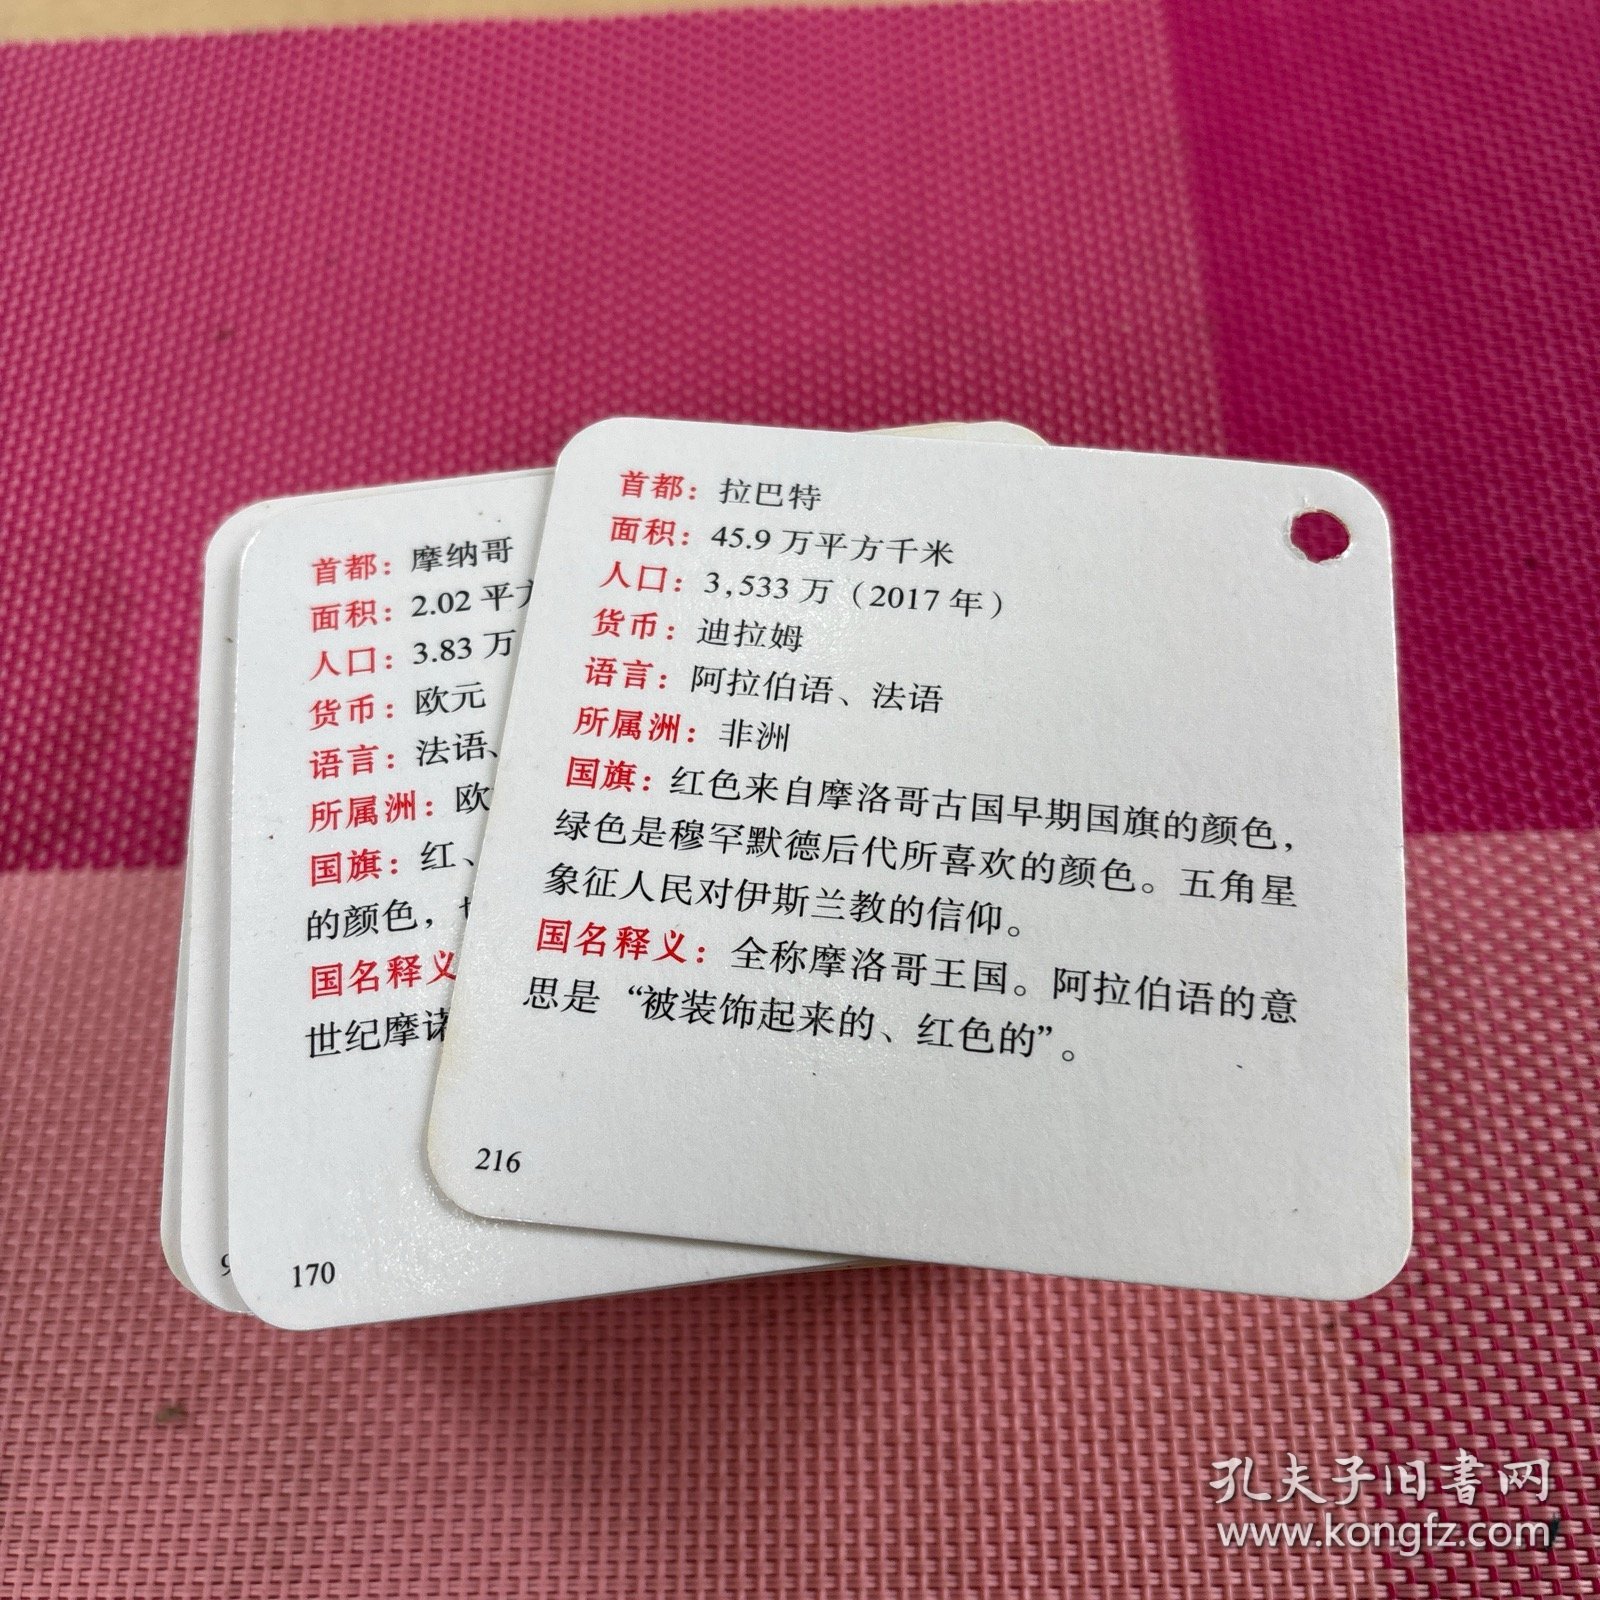 首都：拉巴特
面积：45.9 万平方千米
人口：3,533 万（2017 年）
货币：迪拉姆
语言：阿拉伯语、法语
所属洲：非洲
国旗：红色来自摩洛哥古国早期国旗的颜色，
绿色是穆罕默德后代所喜欢的颜色。五角星
象征人民对伊斯兰教的信仰。
国名释义：全称摩洛哥王国。阿拉伯语的意
思是“被装饰起来的、红色的”。
216
首都：摩纳哥
面积：2.02 平方
人口：3.83 万
货币：欧元
语言：法语、
所属洲：欧
国旗：红、
的颜色，
国名释义
世纪摩诺
170
9
孔夫子旧书网
www.kongfz.com